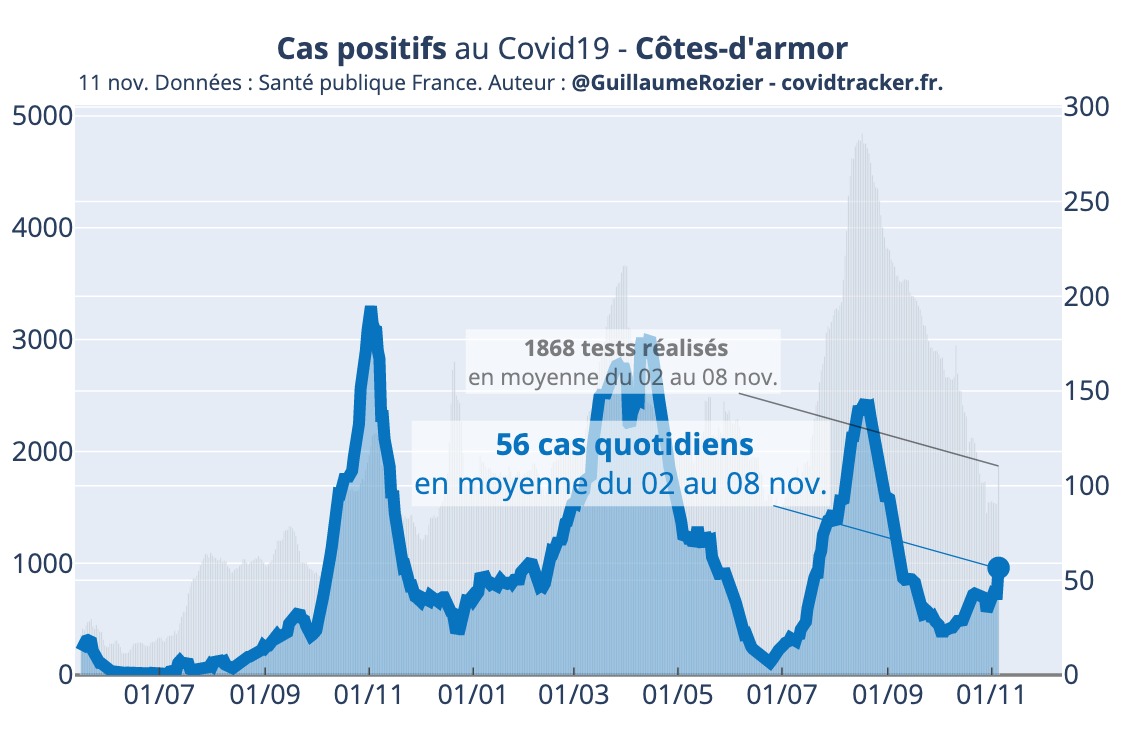 Cas positifs au Covid19 - Côtes-d'armor
11 nov. Données : Santé publique France. Auteur : @GuillaumeRozier - covidtracker.fr.
5000
4000
3000
2000
1000
0
300
250
200
150
100
50
0
1868 tests réalisés
en moyenne du 02 au 08 nov.
56 cas quotidiens
en moyenne du 02 au 08 nov.
01/07 01/09 01/11 01/01 01/03 01/05 01/07 01/09 01/11